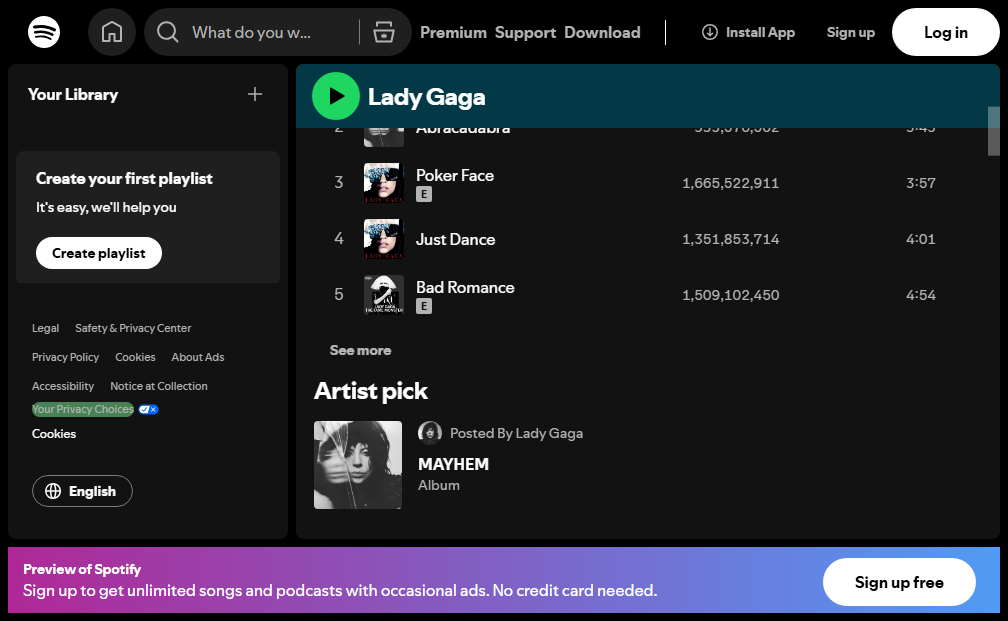 What do you w...
Premium
Support
Download
Install App
Sign up
Log in
Your Library
Create your first playlist
It's easy, we'll help you
Create playlist
Legal
Safety & Privacy Center
Privacy Policy
Cookies
About Ads
Accessibility
Notice at Collection
Your Privacy Choices
Cookies
English
Lady Gaga
2
Abracadabra
3
Poker Face
E
1,665,522,911
3:57
4
Just Dance
1,351,853,714
4:01
5
Bad Romance
E
1,509,102,450
4:54
See more
Artist pick
Posted By Lady Gaga
MAYHEM
Album
Preview of Spotify
Sign up to get unlimited songs and podcasts with occasional ads. No credit card needed.
Sign up free